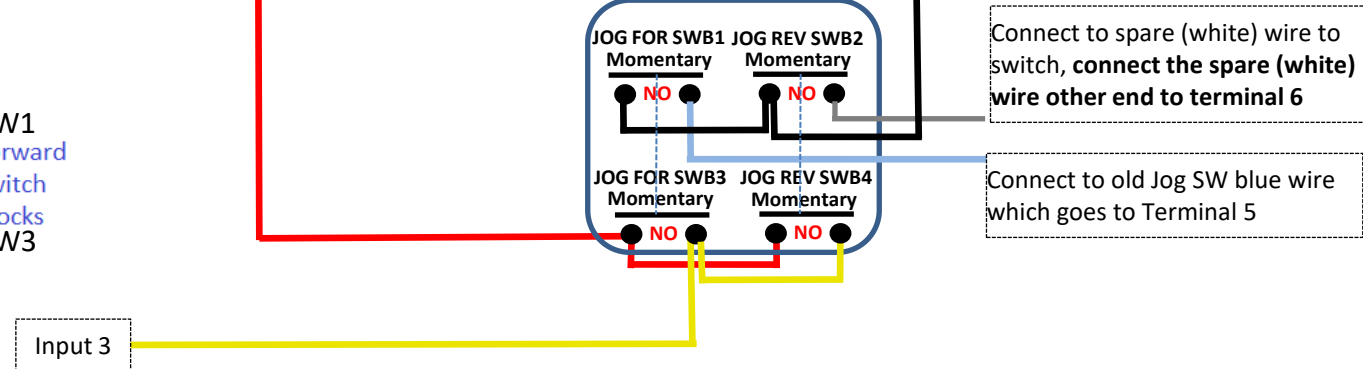 Connect to spare (white) wire to
switch, connect the spare (white)
wire other end to terminal 6
JOG FOR SWB1 JOG REV SWB2
Momentary Momentary
NO NO
JOG FOR SWB3 JOG REV SWB4
Momentary Momentary
NO NO
Connect to old Jog SW blue wire
which goes to Terminal 5
Input 3